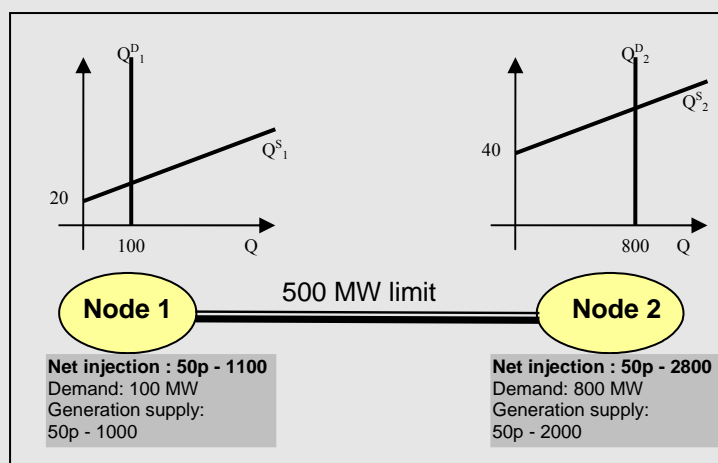 Q^D_1
Q^S_1
20
100
Q
Q^D_2
Q^S_2
40
800
Q
500 MW limit
Node 1
Node 2
Net injection : 50p - 1100
Demand: 100 MW
Generation supply:
50p - 1000
Net injection : 50p - 2800
Demand: 800 MW
Generation supply:
50p - 2000